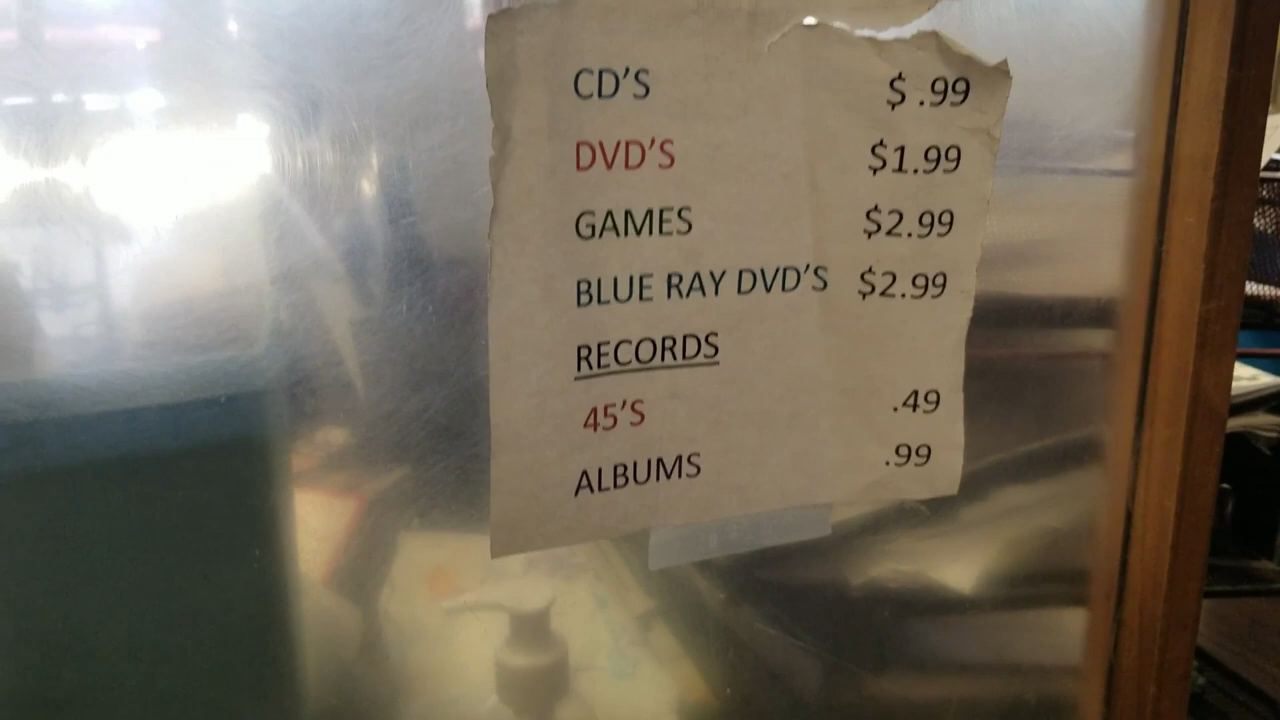 CD'S $ .99
DVD'S $1.99
GAMES $2.99
BLUE RAY DVD'S $2.99
RECORDS
45'S .49
ALBUMS .99